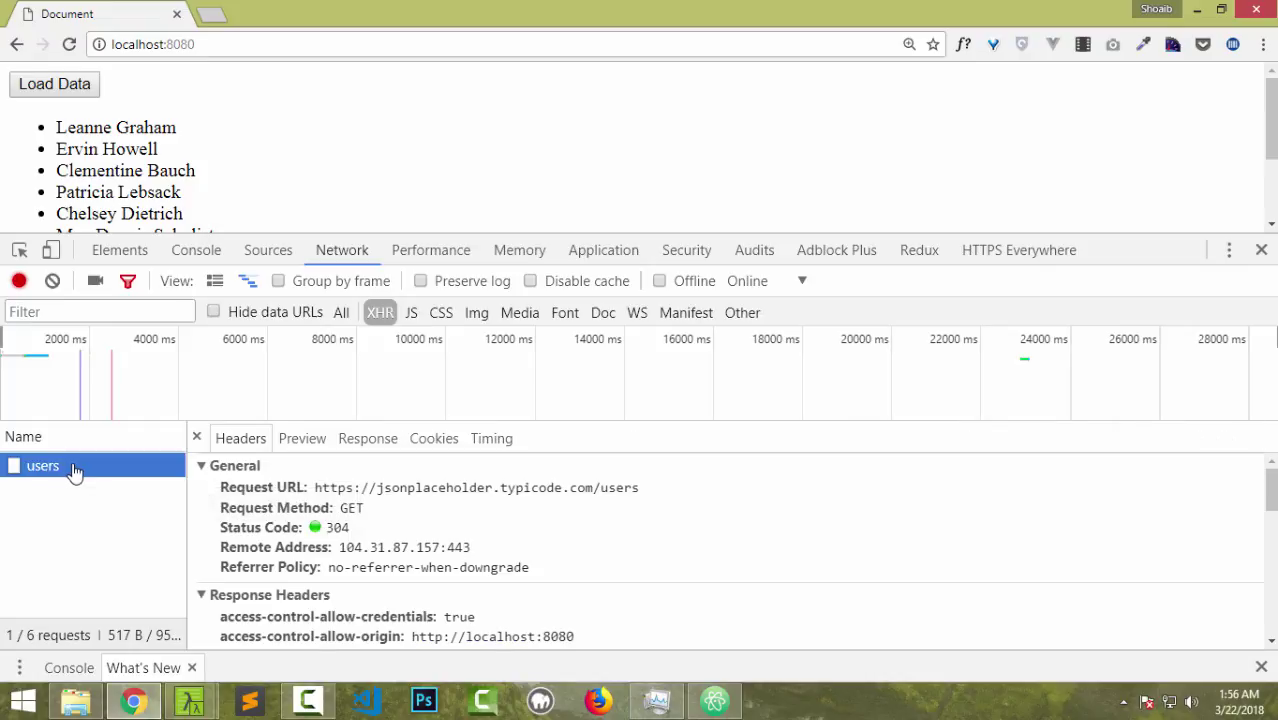 Document
Shoaib
localhost:8080
f?
Load Data
Leanne Graham
Ervin Howell
Clementine Bauch
Patricia Lebsack
Chelsey Dietrich
Elements Console Sources Network Performance Memory Application Security Audits Adblock Plus Redux HTTPS Everywhere
View: Group by frame Preserve log Disable cache Offline Online
Filter Hide data URLs All XHR JS CSS Img Media Font Doc WS Manifest Other
2000 ms 4000 ms 6000 ms 8000 ms 10000 ms 12000 ms 14000 ms 16000 ms 18000 ms 20000 ms 22000 ms 24000 ms 26000 ms 28000 ms
Name Headers Preview Response Cookies Timing
users
General
Request URL: https://jsonplaceholder.typicode.com/users
Request Method: GET
Status Code: 304
Remote Address: 104.31.87.157:443
Referrer Policy: no-referrer-when-downgrade
Response Headers
access-control-allow-credentials: true
access-control-allow-origin: http://localhost:8080
1 / 6 requests | 517 B / 95...
Console What's New
Ps
1:56 AM
3/22/2018